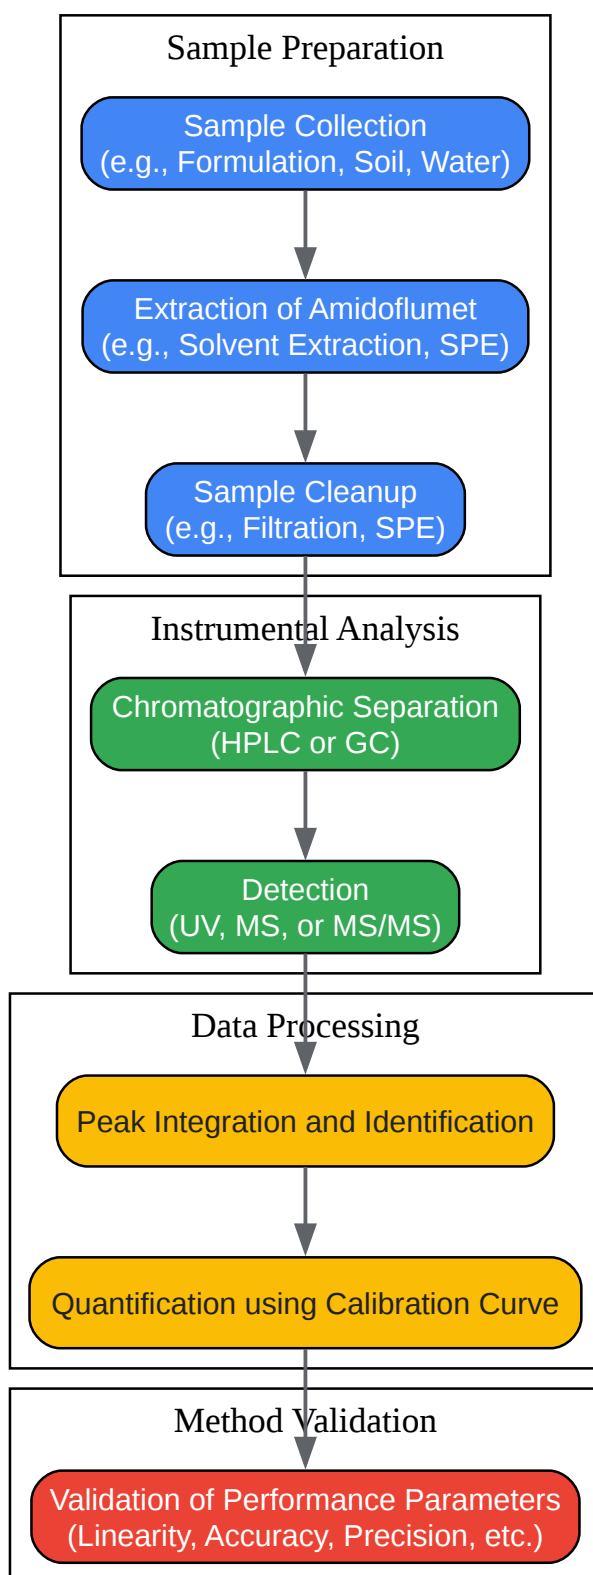 Sample Preparation
Sample Collection
(e.g., Formulation, Soil, Water)
Extraction of Amidoflumet
(e.g., Solvent Extraction, SPE)
Sample Cleanup
(e.g., Filtration, SPE)
Instrumental Analysis
Chromatographic Separation
(HPLC or GC)
Detection
(UV, MS, or MS/MS)
Data Processing
Peak Integration and Identification
Quantification using Calibration Curve
Method Validation
Validation of Performance Parameters
(Linearity, Accuracy, Precision, etc.)